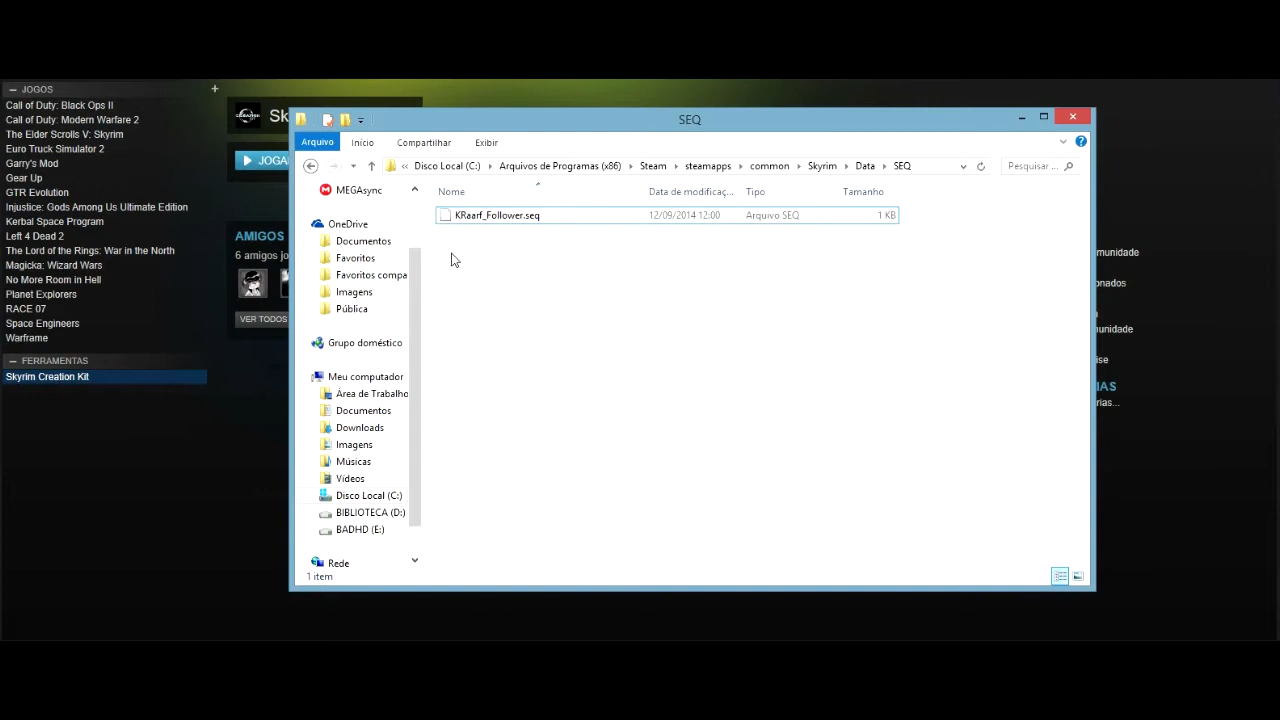 JOGOS
+
Call of Duty: Black Ops II
Call of Duty: Modern Warfare 2
The Elder Scrolls V: Skyrim
Euro Truck Simulator 2
Garry's Mod
Gear Up
GTR Evolution
Injustice: Gods Among Us Ultimate Edition
Kerbal Space Program
Left 4 Dead 2
The Lord of the Rings: War in the North
Magicka: Wizard Wars
No More Room in Hell
Planet Explorers
RACE 07
Space Engineers
Warframe
FERRAMENTAS
Skyrim Creation Kit
Sk
JOGA
AMIGOS
6 amigos jo
VER TODOS
SEQ
Arquivo Início Compartilhar Exibir
Disco Local (C:) Arquivos de Programas (x86) Steam steamapps common Skyrim Data SEQ
Pesquisar ...
MEGAsync
OneDrive
Documentos
Favoritos
Favoritos compa
Imagens
Pública
Grupo doméstico
Meu computador
Área de Trabalho
Documentos
Downloads
Imagens
Músicas
Vídeos
Disco Local (C:)
BIBLIOTECA (D:)
BADHD (E:)
Rede
1 item
Nome Data de modificaç... Tipo Tamanho
KRaarf_Follower.seq 12/09/2014 12:00 Arquivo SEQ 1 KB
munidade
onados
munidade
ise
IAS
rias...